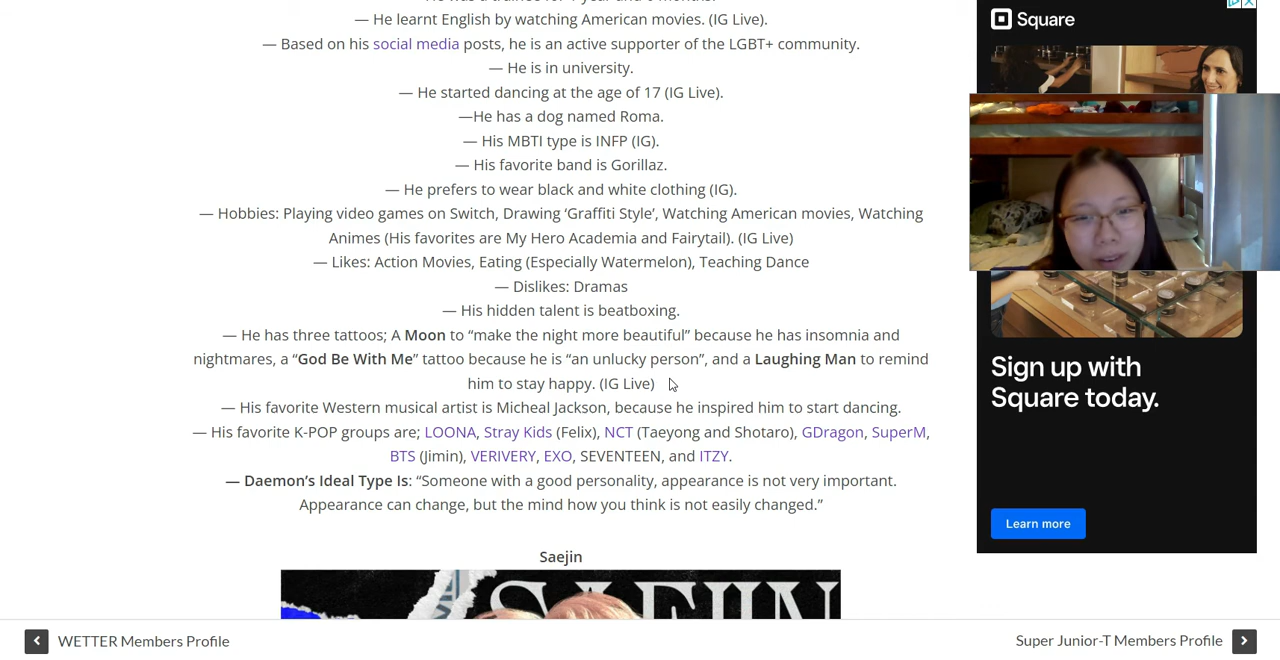 — He learnt English by watching American movies. (IG Live).
— Based on his social media posts, he is an active supporter of the LGBT+ community.
— He is in university.
— He started dancing at the age of 17 (IG Live).
—He has a dog named Roma.
— His MBTI type is INFP (IG).
— His favorite band is Gorillaz.
— He prefers to wear black and white clothing (IG).
— Hobbies: Playing video games on Switch, Drawing ‘Graffiti Style’, Watching American movies, Watching
Animes (His favorites are My Hero Academia and Fairytail). (IG Live)
— Likes: Action Movies, Eating (Especially Watermelon), Teaching Dance
— Dislikes: Dramas
— His hidden talent is beatboxing.
— He has three tattoos; A Moon to “make the night more beautiful” because he has insomnia and
nightmares, a “God Be With Me” tattoo because he is “an unlucky person”, and a Laughing Man to remind
him to stay happy. (IG Live)
— His favorite Western musical artist is Micheal Jackson, because he inspired him to start dancing.
— His favorite K-POP groups are; LOONA, Stray Kids (Felix), NCT (Taeyong and Shotaro), GDragon, SuperM,
BTS (Jimin), VERIVERY, EXO, SEVENTEEN, and ITZY.
— Daemon’s Ideal Type Is: “Someone with a good personality, appearance is not very important.
Appearance can change, but the mind how you think is not easily changed.”
Saejin
SAEJIN
WETTER Members Profile
Super Junior-T Members Profile
Square
Sign up with
Square today.
Learn more